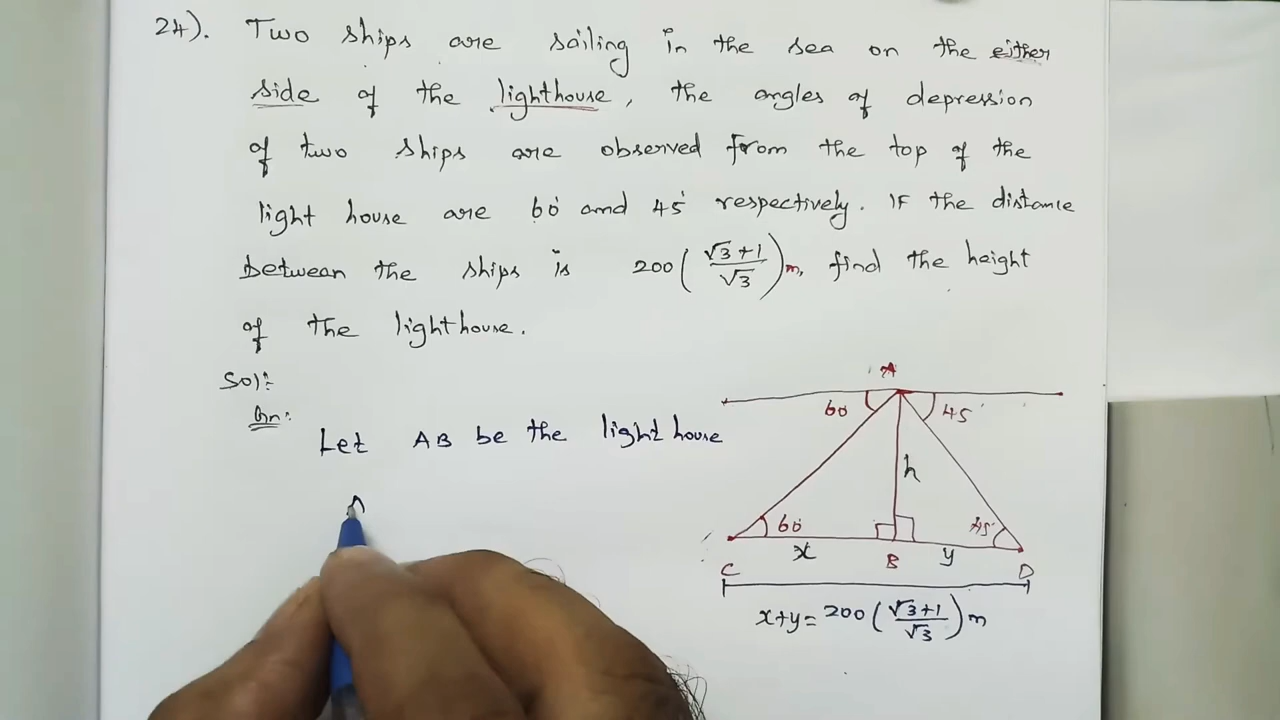 24). Two ships are sailing in the sea on the either
side of the lighthouse, the angles of depression
of two ships are observed from the top of the
light house are 60° and 45° respectively. If the distance
between the ships is 200(√3+1/√3)m, find the height
of the lighthouse.
Sol:
Gn:
Let AB be the light house
A
60° 45°
h
60° 45°
x B y
C D
x+y=200(√3+1/√3)m